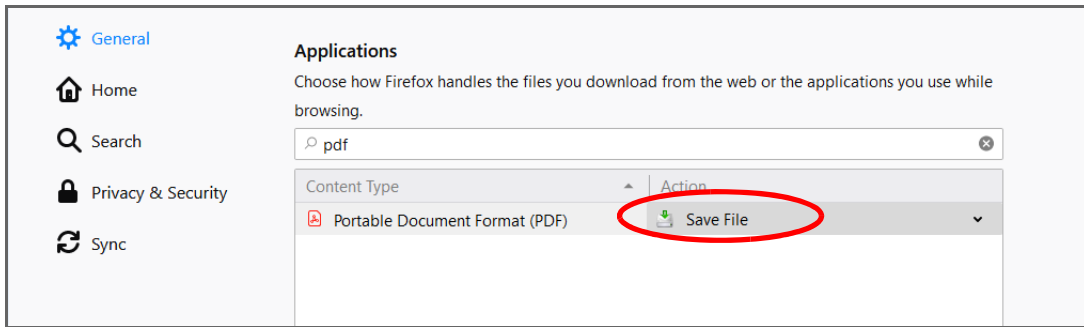 General
Home
Search
Privacy & Security
Sync
Applications
Choose how Firefox handles the files you download from the web or the applications you use while
browsing.
pdf
Content Type Action
Portable Document Format (PDF) Save File